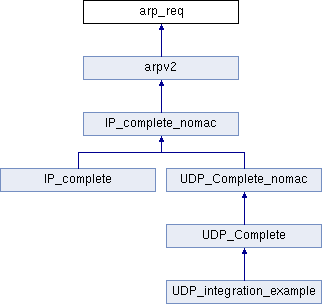 arp_req
arpv2
IP_complete_nomac
IP_complete
UDP_Complete_nomac
UDP_Complete
UDP_integration_example